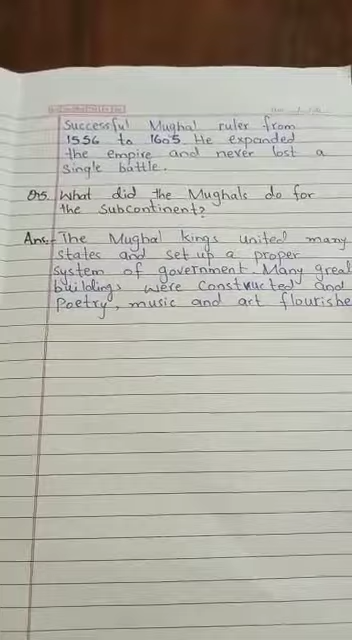 Successful Mughal ruler from
1556 to 1605. He expanded
the empire and never lost a
single battle.
Q5. What did the Mughals do for
the Subcontinent?
Ans:- The Mughal kings united many
states and set up a proper
system of government. Many great
buildings were constructed and
Poetry, music and art flourishe